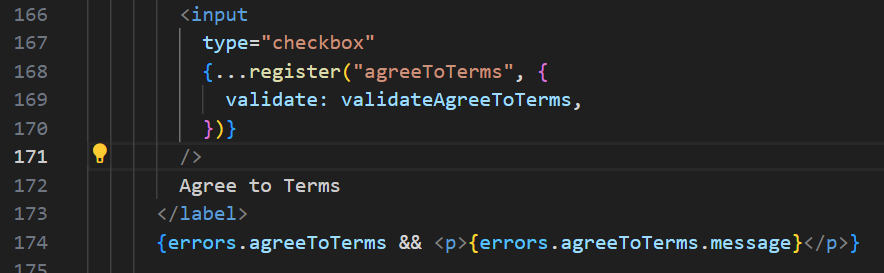 166 <input
167 type="checkbox"
168 {...register("agreeToTerms", {
169 validate: validateAgreeToTerms,
170 })}
171 />
172 Agree to Terms
173 </label>
174 {errors.agreeToTerms && <p>{errors.agreeToTerms.message}</p>}
175